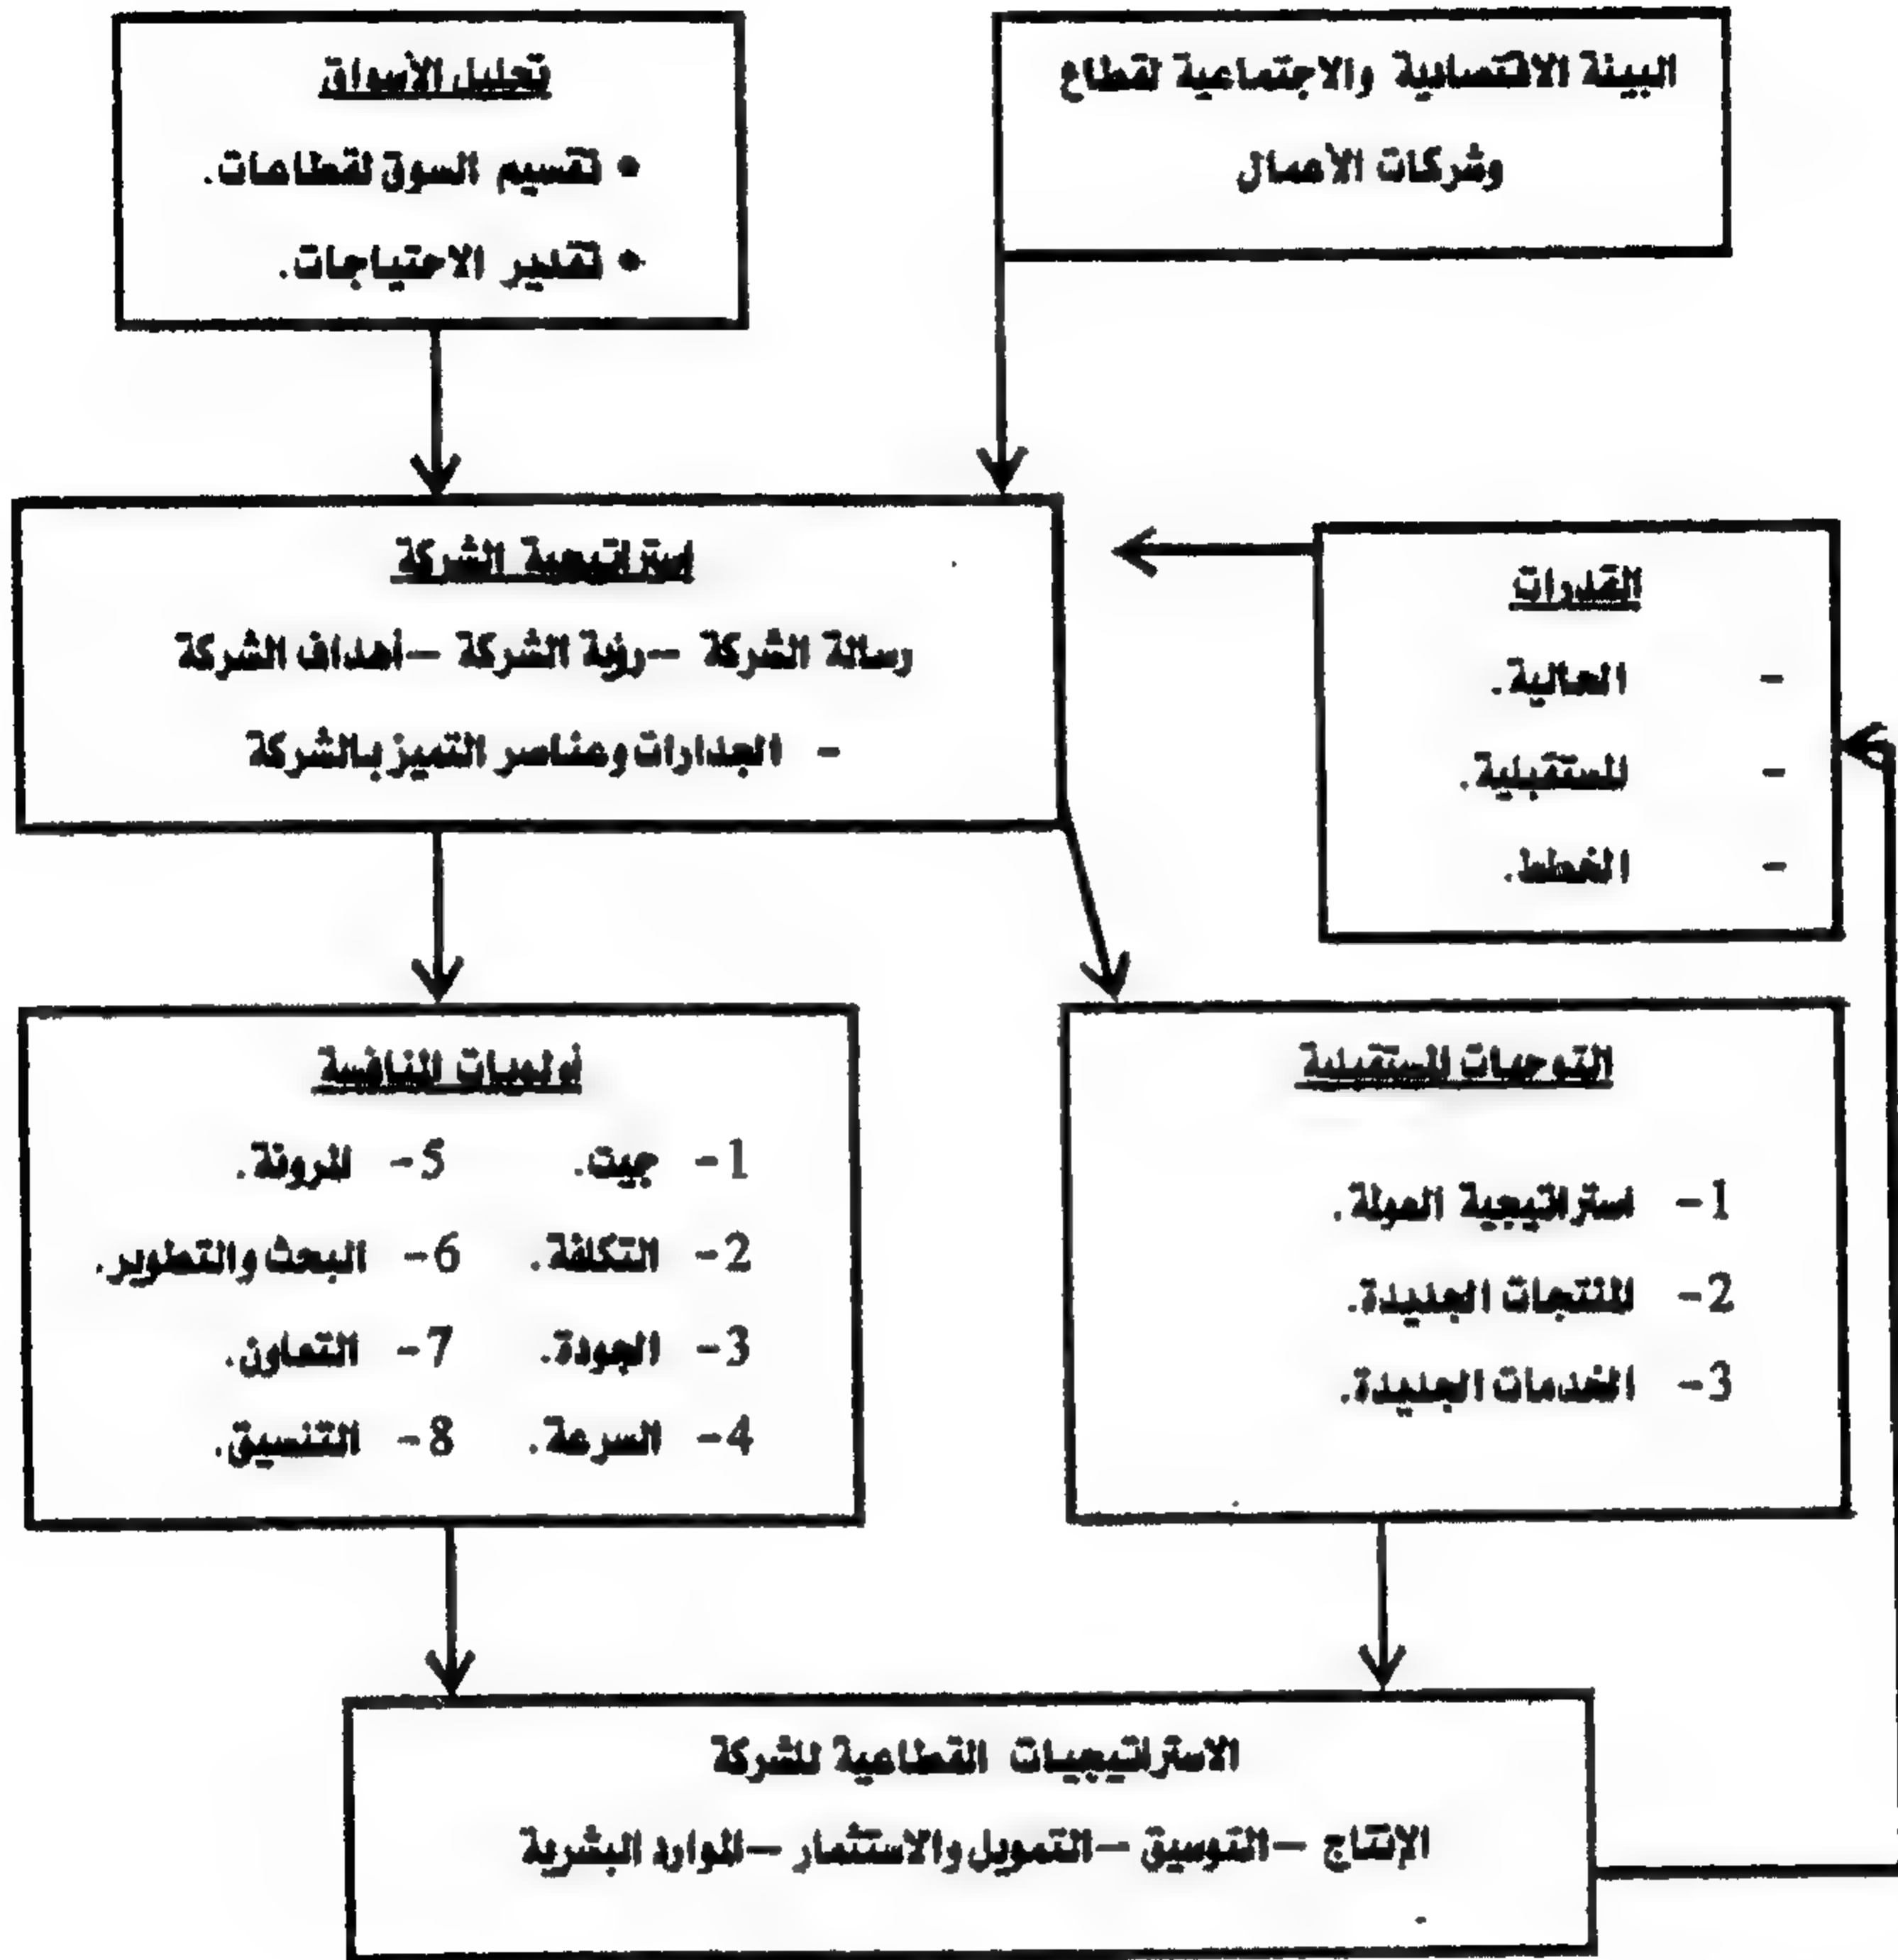 البيئة الاقتصادية والاجتماعية لقطاع
وشركات الأعمال
تحليل الأسواق
• تقسيم السوق لقطاعات.
• تقدير الاحتياجات.
إستراتيجية الشركة
رسالة الشركة –رؤية الشركة –أهداف الشركة
- الجدارات وعناصر التميز بالشركة
القدرات
- الحالية.
- المستقبلية.
- الخطط.
التوجهات المستقبلية
1- استراتيجية العولمة.
2- المنتجات الجديدة.
3- الخدمات الجديدة.
أولويات المنافسة
1- جيت. 5- المرونة.
2- التكلفة. 6- البحث والتطوير.
3- الجودة. 7- التعاون.
4- السرعة. 8- التنسيق.
الاستراتيجيات القطاعية للشركة
الإنتاج –التوسيق –التمويل والاستثمار –الموارد البشرية